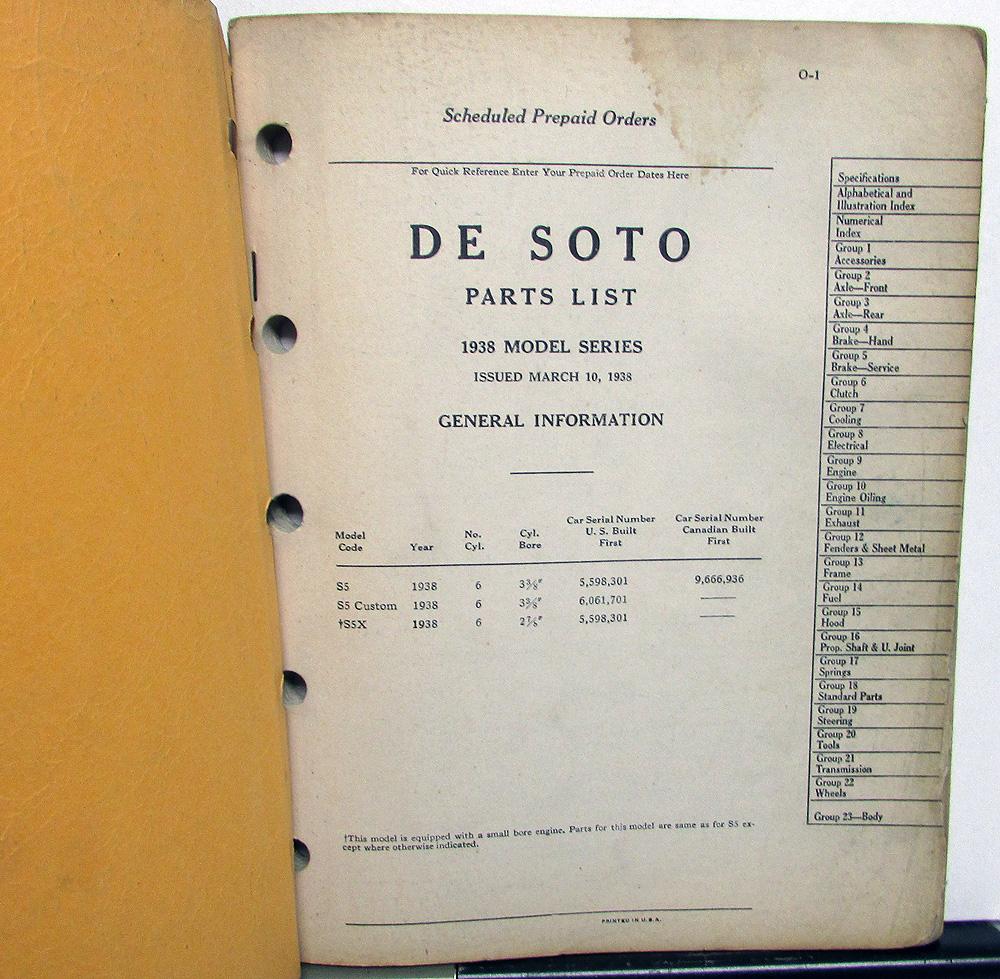 O-1
Scheduled Prepaid Orders
For Quick Reference Enter Your Prepaid Order Dates Here
DE SOTO
PARTS LIST
1938 MODEL SERIES
ISSUED MARCH 10, 1938
GENERAL INFORMATION
Model Code Year No. Cyl. Cyl. Bore Car Serial Number U. S. Built First Car Serial Number Canadian Built First
S5 1938 6 3⅜" 5,598,301 9,666,936
S5 Custom 1938 6 3⅜" 6,061,701 ——
†S5X 1938 6 2⅞" 5,598,301 ——
†This model is equipped with a small bore engine. Parts for this model are same as for S5 ex-
cept where otherwise indicated.
PRINTED IN U.S.A.
Specifications
Alphabetical and
Illustration Index
Numerical
Index
Group 1
Accessories
Group 2
Axle—Front
Group 3
Axle—Rear
Group 4
Brake—Hand
Group 5
Brake—Service
Group 6
Clutch
Group 7
Cooling
Group 8
Electrical
Group 9
Engine
Group 10
Engine Oiling
Group 11
Exhaust
Group 12
Fenders & Sheet Metal
Group 13
Frame
Group 14
Fuel
Group 15
Hood
Group 16
Prop. Shaft & U. Joint
Group 17
Springs
Group 18
Standard Parts
Group 19
Steering
Group 20
Tools
Group 21
Transmission
Group 22
Wheels
Group 23—Body